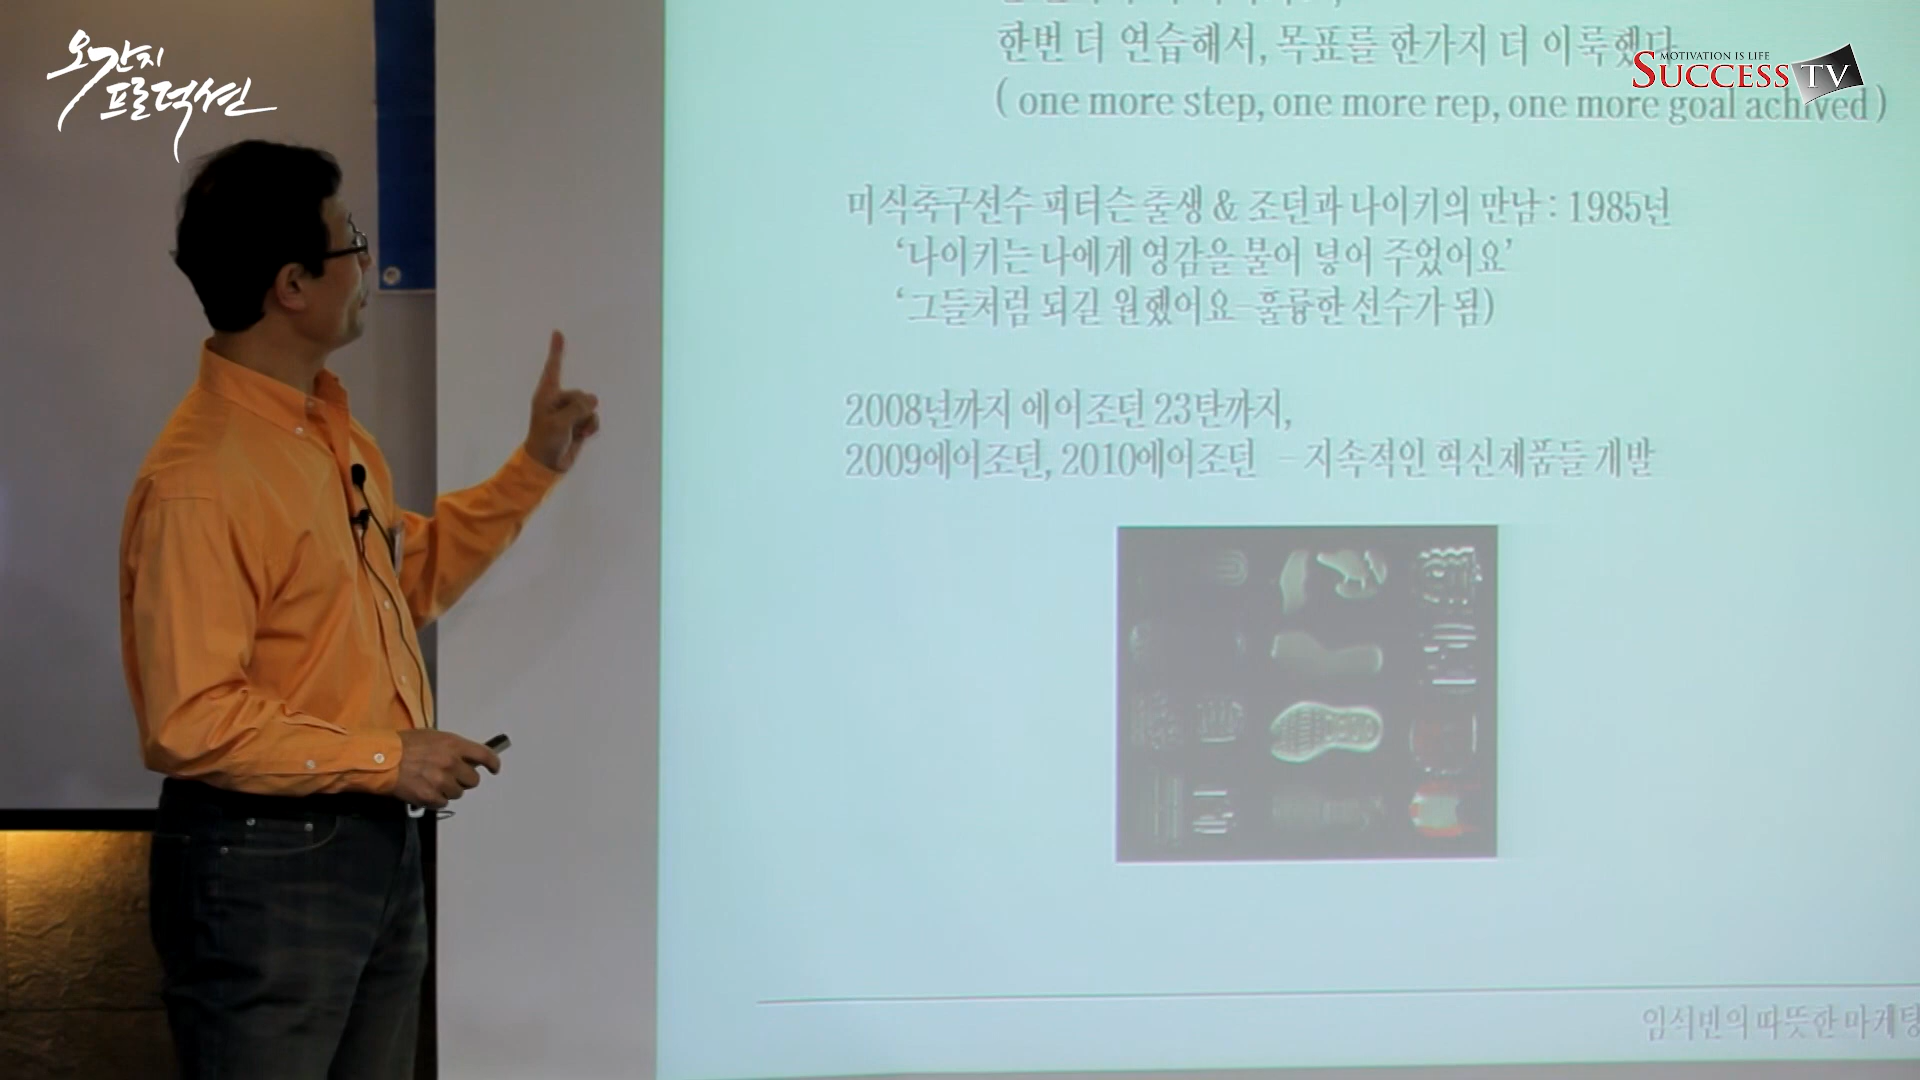 오간지
프로덕션
MOTIVATION IS LIFE
SUCCESS TV
한번 더 연습해서, 목표를 한가지 더 이룩했다
( one more step, one more rep, one more goal achived )
미식축구선수 피터슨 출생 & 조던과 나이키의 만남 : 1985년
‘나이키는 나에게 영감을 불어 넣어 주었어요’
‘그들처럼 되길 원했어요-훌륭한 선수가 됨)
2008년까지 에어조던 23탄까지,
2009에어조던, 2010에어조던 - 지속적인 혁신제품들 개발
임석빈의 따뜻한 마케팅